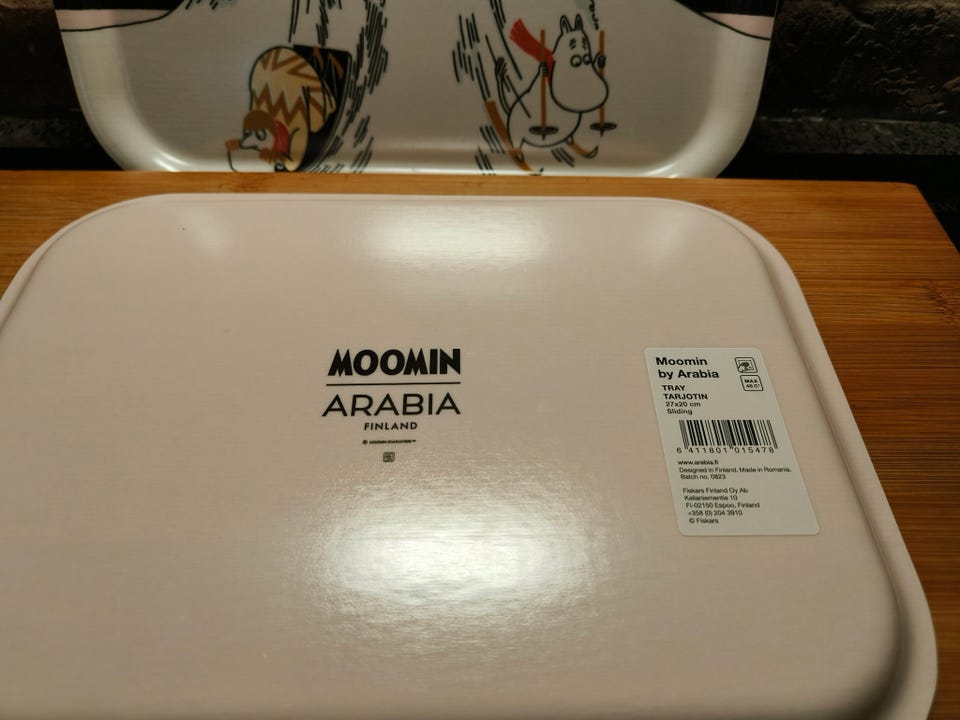 MOOMIN
ARABIA
FINLAND
© MOOMIN CHARACTERS™
Moomin
by Arabia
MAX
TRAY
TARJOTIN
27x20 cm
Sliding
6 411801 015478
www.arabia.fi
Designed in Finland. Made in Romania.
Batch no. 0823
Fiskars Finland Oy Ab
Keilaniementie 10
FI-02150 Espoo, Finland
+358 (0) 204 3910
© Fiskars